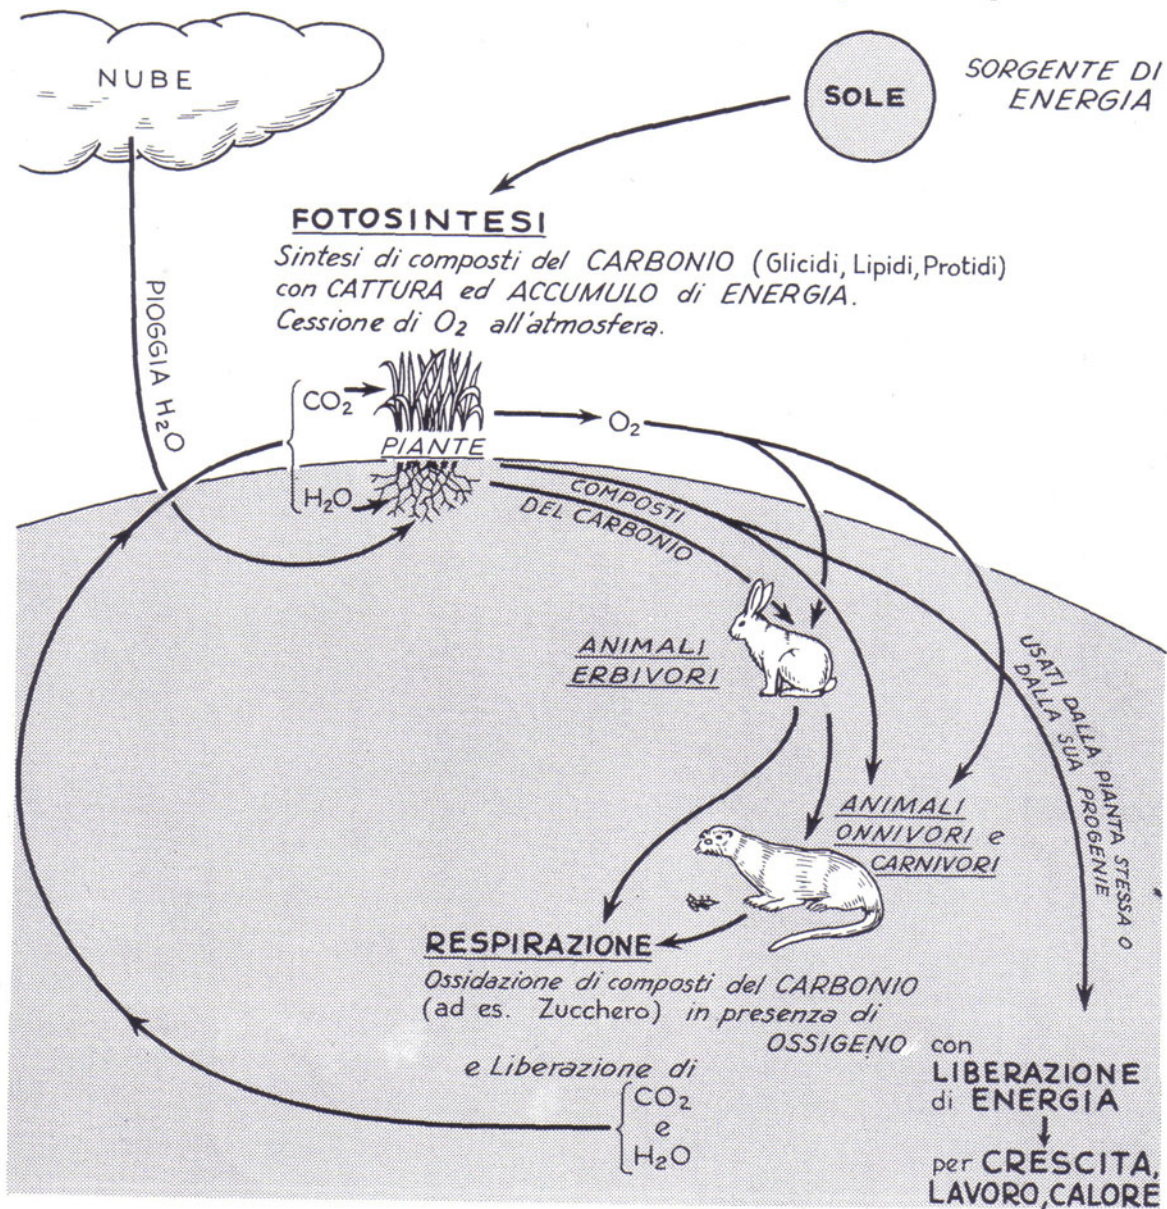 NUBE
SOLE
SORGENTE DI
ENERGIA
FOTOSINTESI
Sintesi di composti del CARBONIO (Glicidi, Lipidi, Protidi)
con CATTURA ed ACCUMULO di ENERGIA.
Cessione di O₂ all'atmosfera.
PIOGGIA H₂O
CO₂
PIANTE
O₂
H₂O
COMPOSTI
DEL CARBONIO
ANIMALI
ERBIVORI
USATI DALLA PIANTA STESSA O
DALLA SUA PROGENIE
ANIMALI
ONNIVORI e
CARNIVORI
RESPIRAZIONE
Ossidazione di composti del CARBONIO
(ad es. Zucchero) in presenza di
OSSIGENO con
LIBERAZIONE
di ENERGIA
per CRESCITA,
LAVORO, CALORE
e Liberazione di
CO₂
e
H₂O